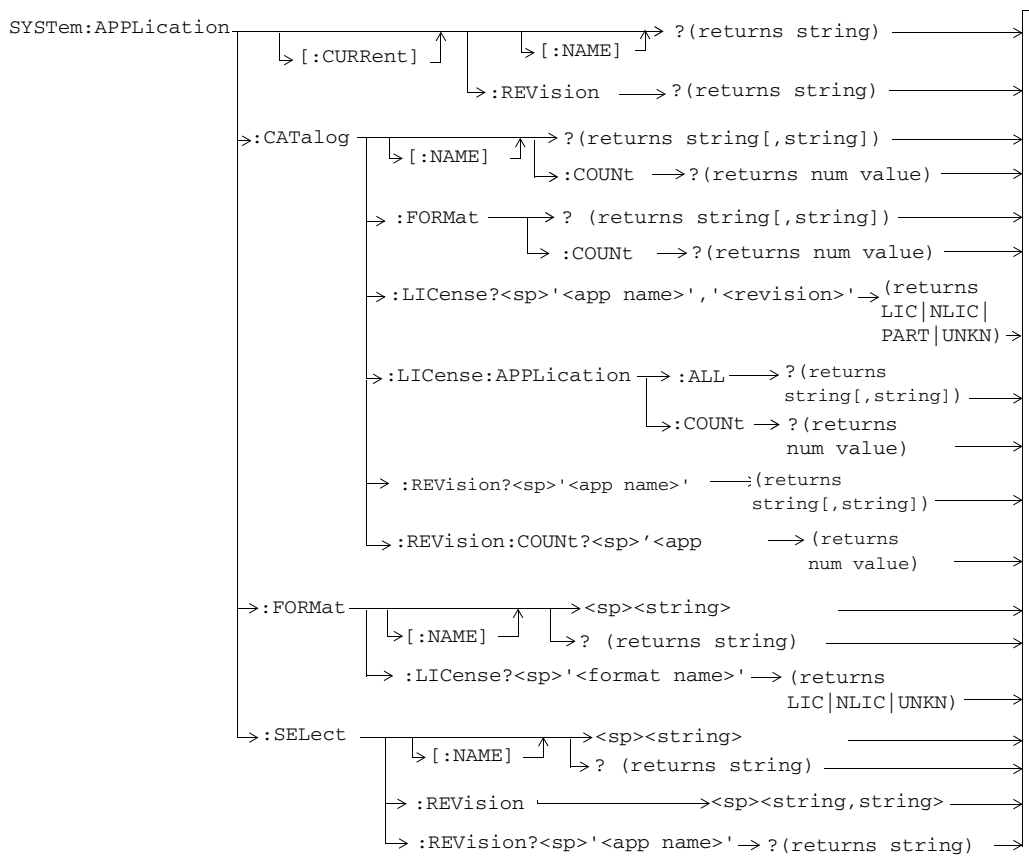 SYSTem:APPLication
[:CURRent] [:NAME] ?(returns string)
:REVision ?(returns string)
:CATalog [:NAME] ?(returns string[,string])
:COUNt ?(returns num value)
:FORMat ? (returns string[,string])
:COUNt ?(returns num value)
:LICense?<sp>'<app name>','<revision>' (returns
LIC|NLIC|
PART|UNKN)
:LICense:APPLication :ALL ?(returns
string[,string])
:COUNt ?(returns
num value)
:REVision?<sp>'<app name>' (returns
string[,string])
:REVision:COUNt?<sp>’<app (returns
num value)
:FORMat [:NAME] <sp><string>
? (returns string)
:LICense?<sp>'<format name>' (returns
LIC|NLIC|UNKN)
:SELect [:NAME] <sp><string>
? (returns string)
:REVision <sp><string,string>
:REVision?<sp>'<app name>' ?(returns string)